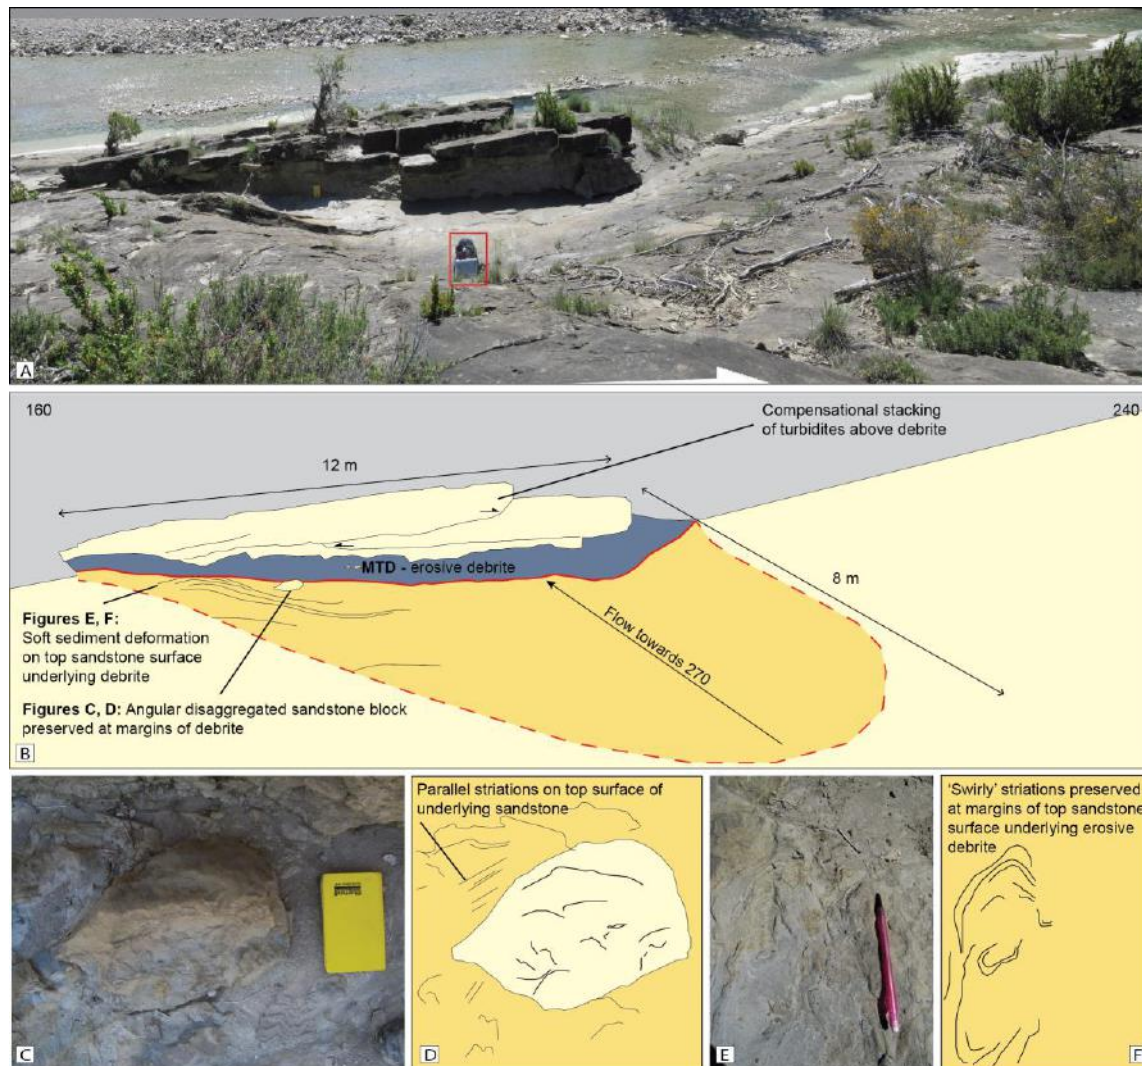 A
160
240
Compensational stacking
of turbidites above debrite
12 m
MTD - erosive debrite
8 m
Flow towards 270
Figures E, F:
Soft sediment deformation
on top sandstone surface
underlying debrite
Figures C, D: Angular disaggregated sandstone block
preserved at margins of debrite
B
C
Parallel striations on top surface of
underlying sandstone
D
E
'Swirly' striations preserved
at margins of top sandstone
surface underlying erosive
debrite
F